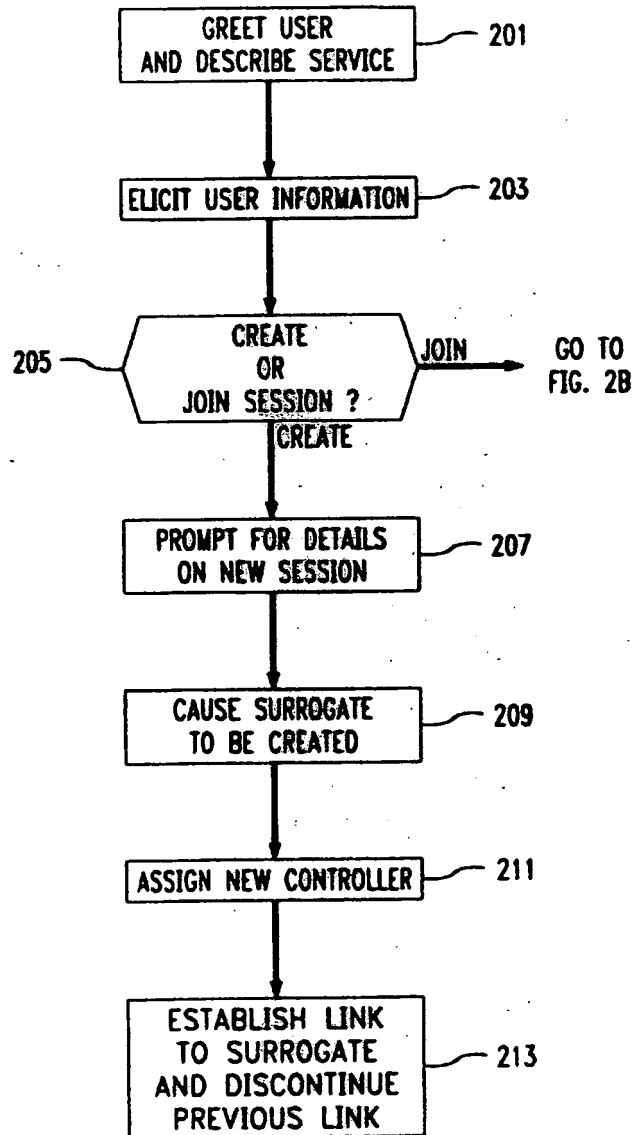 GREET USER
AND DESCRIBE SERVICE
201
ELICIT USER INFORMATION
203
205
CREATE
OR
JOIN SESSION ?
JOIN
GO TO
FIG. 2B
CREATE
PROMPT FOR DETAILS
ON NEW SESSION
207
CAUSE SURROGATE
TO BE CREATED
209
ASSIGN NEW CONTROLLER
211
ESTABLISH LINK
TO SURROGATE
AND DISCONTINUE
PREVIOUS LINK
213